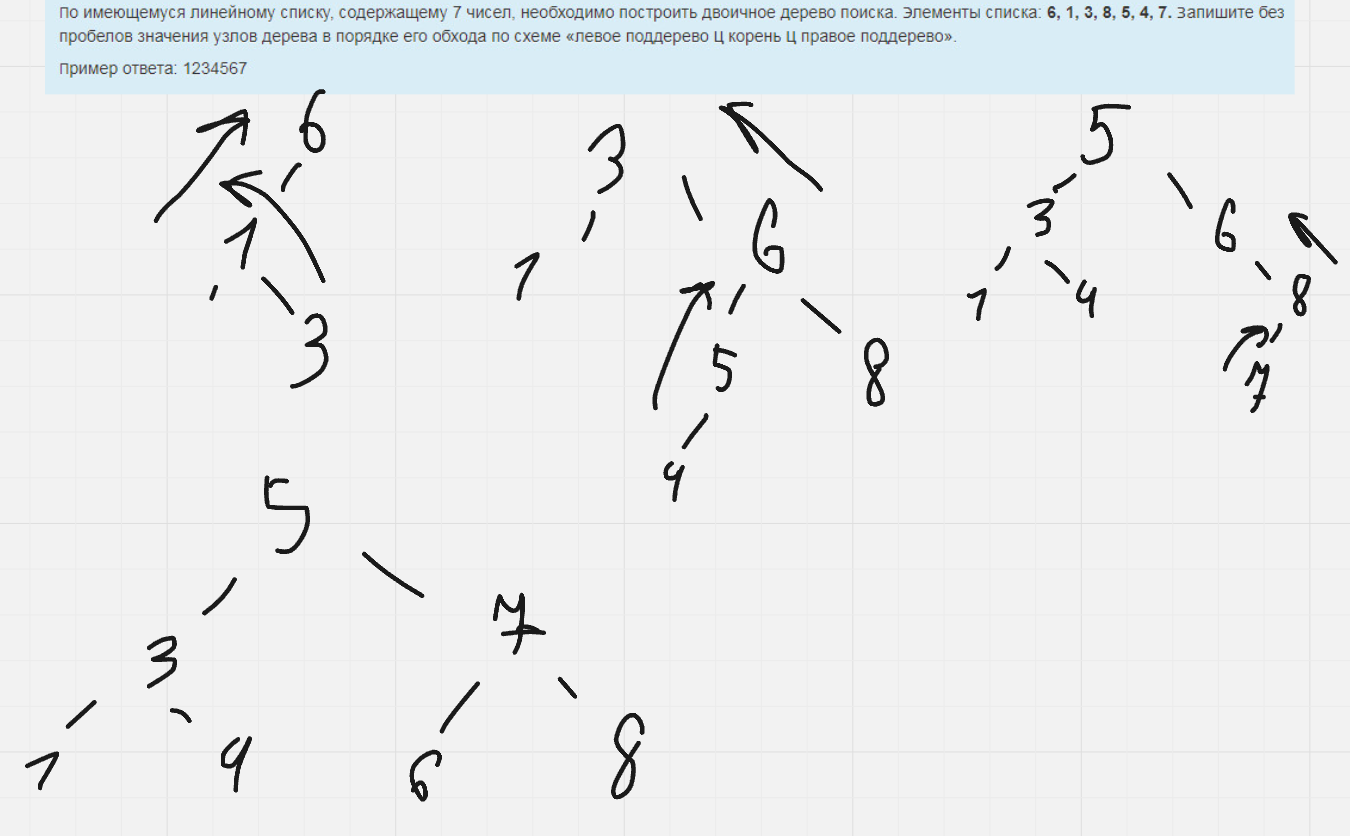 По имеющемуся линейному списку, содержащему 7 чисел, необходимо построить двоичное дерево поиска. Элементы списка: 6, 1, 3, 8, 5, 4, 7. Запишите без
пробелов значения узлов дерева в порядке его обхода по схеме «левое поддерево Ц корень Ц правое поддерево».
Пример ответа: 1234567
6
1
3
3
1 6
5 8
4
5
3 6
1 4 8
7
5
3 7
1 4 6 8